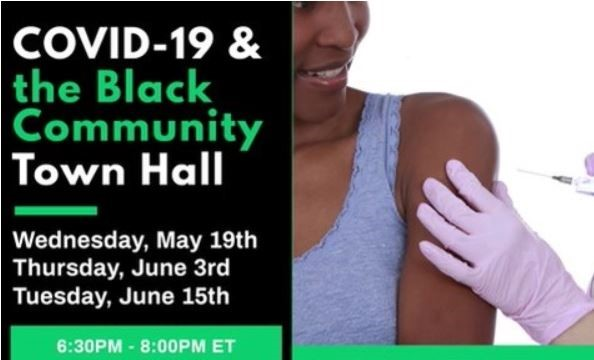 COVID-19 &
the Black
Community
Town Hall
Wednesday, May 19th
Thursday, June 3rd
Tuesday, June 15th
6:30PM - 8:00PM ET